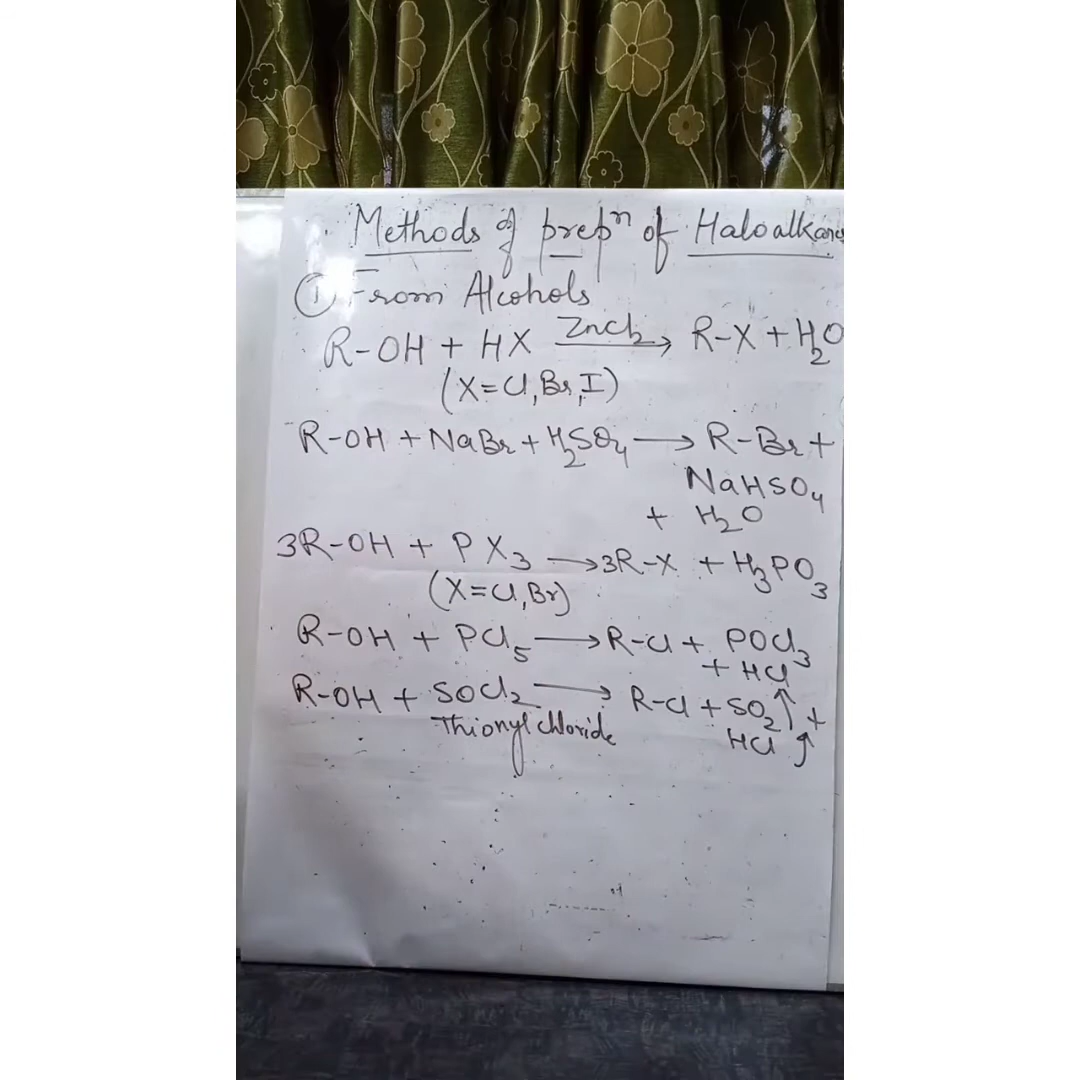 Methods of prepⁿ of Haloalkanes
① From Alcohols
R-OH + HX ZnCl₂→ R-X + H₂O
(X=Cl, Br, I)
R-OH + NaBr + H₂SO₄ → R-Br +
NaHSO₄
+ H₂O
3R-OH + PX₃ → 3R-X + H₃PO₃
(X=Cl, Br)
R-OH + PCl₅ → R-Cl + POCl₃
+ HCl
R-OH + SOCl₂ → R-Cl + SO₂↑ +
Thionyl chloride HCl ↑